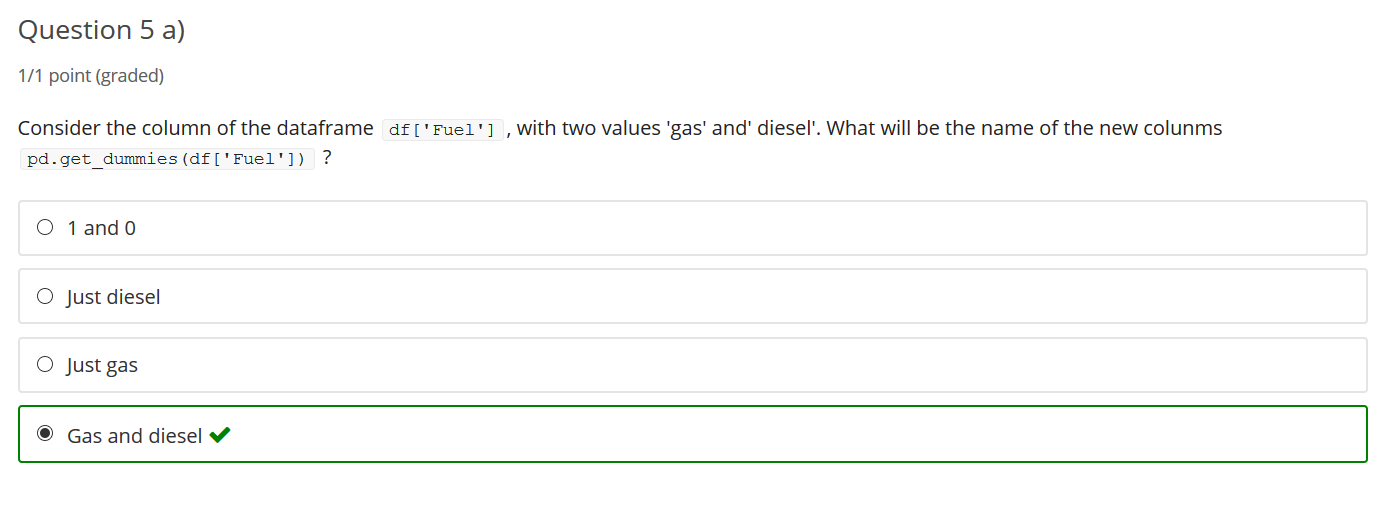 Question 5 a)
1/1 point (graded)
Consider the column of the dataframe df['Fuel'] , with two values 'gas' and' diesel'. What will be the name of the new colunms
pd.get_dummies(df['Fuel']) ?
1 and 0
Just diesel
Just gas
Gas and diesel